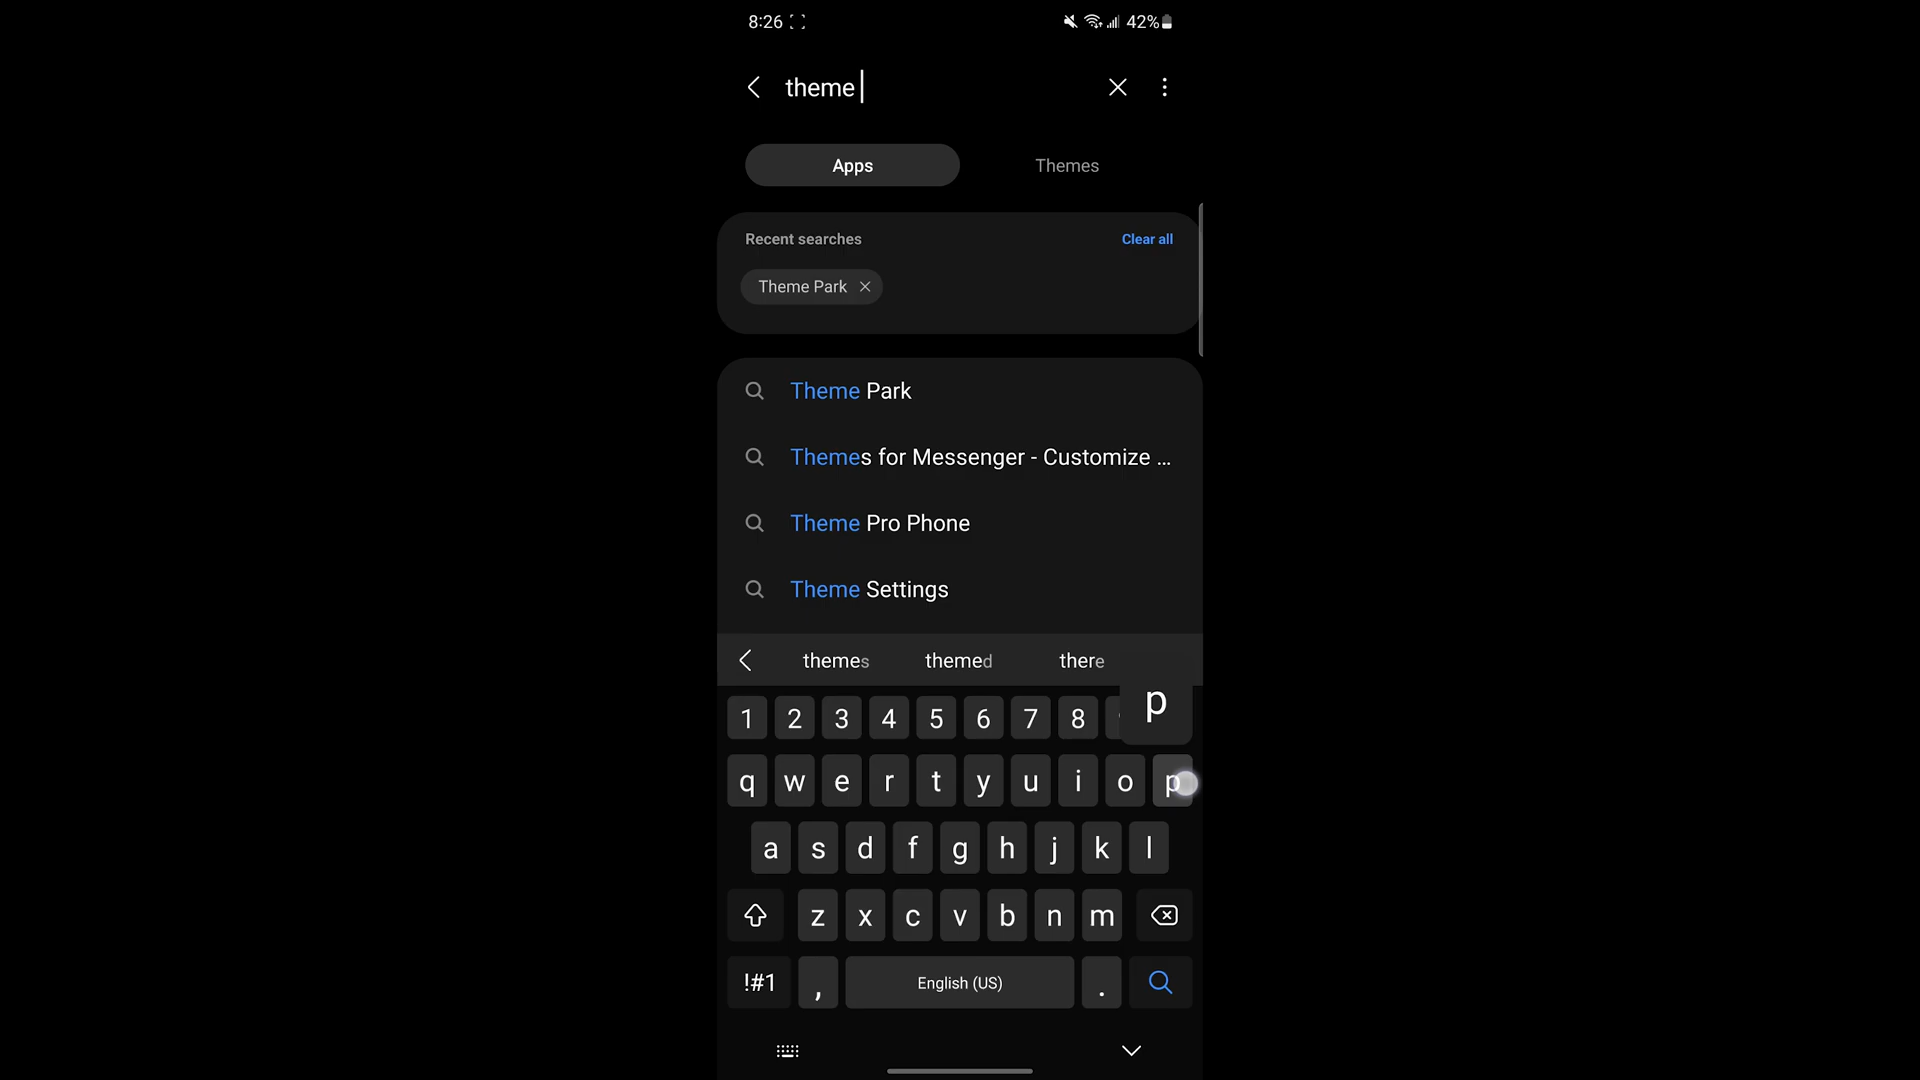 8:26 42%
theme
Apps Themes
Recent searches Clear all
Theme Park
Theme Park
Themes for Messenger - Customize ...
Theme Pro Phone
Theme Settings
themes themed there
p
1 2 3 4 5 6 7 8
q w e r t y u i o p
a s d f g h j k l
z x c v b n m
!#1 , English (US) .